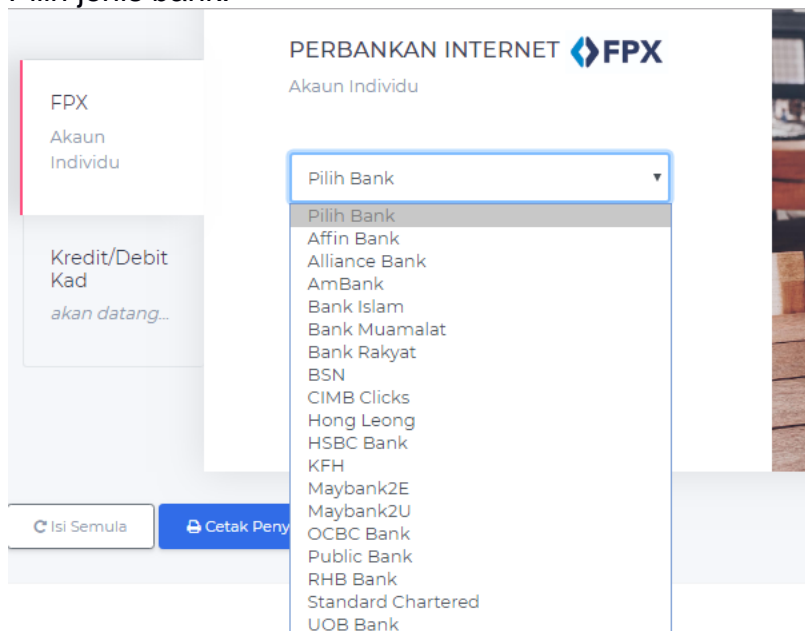 PERBANKAN INTERNET FPX
Akaun Individu
FPX
Akaun
Individu
Kredit/Debit
Kad
akan datang...
Pilih Bank
Pilih Bank
Affin Bank
Alliance Bank
AmBank
Bank Islam
Bank Muamalat
Bank Rakyat
BSN
CIMB Clicks
Hong Leong
HSBC Bank
KFH
Maybank2E
Maybank2U
OCBC Bank
Public Bank
RHB Bank
Standard Chartered
UOB Bank
Isi Semula
Cetak Peny